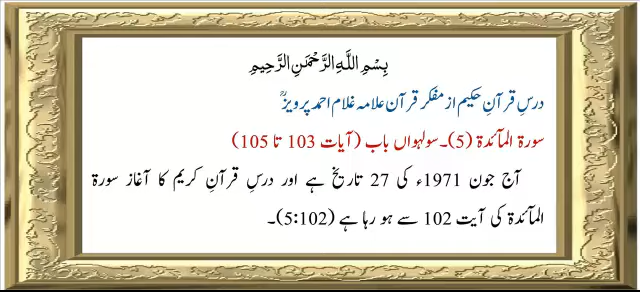 بِسْمِ اللَّهِ الرَّحْمَنِ الرَّحِيمِ
درسِ قرآنِ حکیم از مفکر قرآن علامہ غلام احمد پرویزؒ
سورۃ المآئدۃ (5)۔سولہواں باب (آیات 103 تا 105)
آج جون 1971ء کی 27 تاریخ ہے اور درسِ قرآنِ کریم کا آغاز سورۃ
المآئدۃ کی آیت 102 سے ہو رہا ہے (5:102)۔